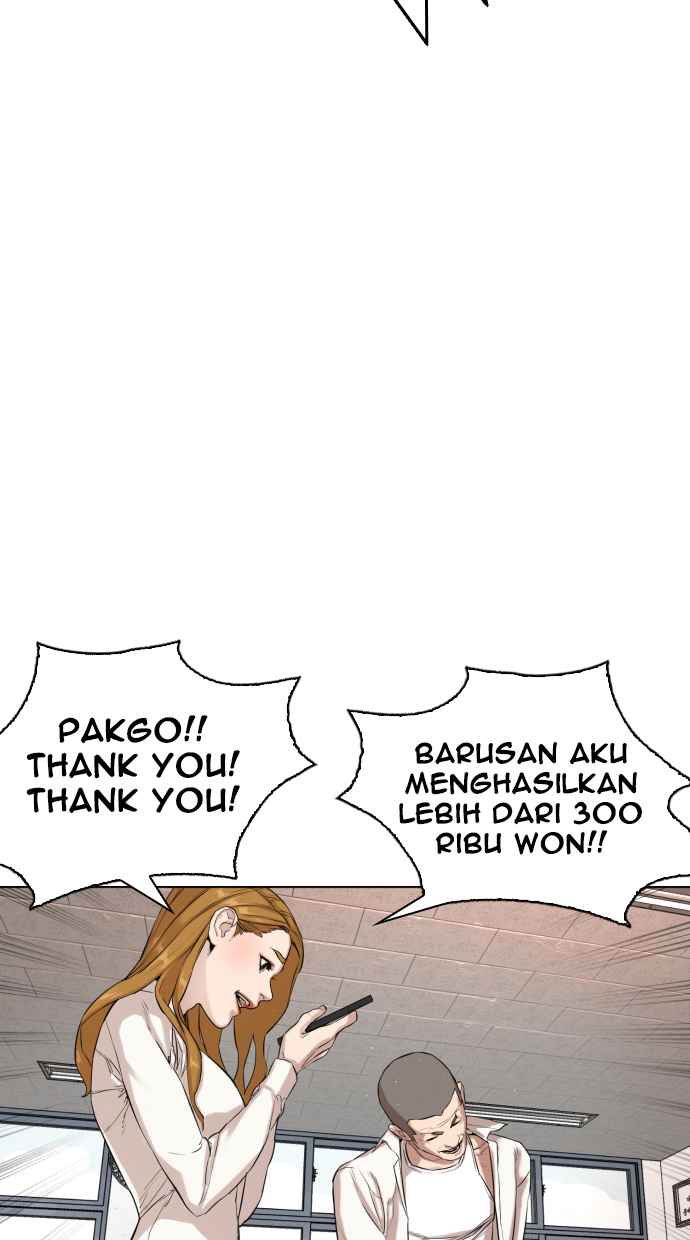 PAKGO!!
THANK YOU!
THANK YOU!
BARUSAN AKU
MENGHASILKAN
LEBIH DARI 300
RIBU WON!!